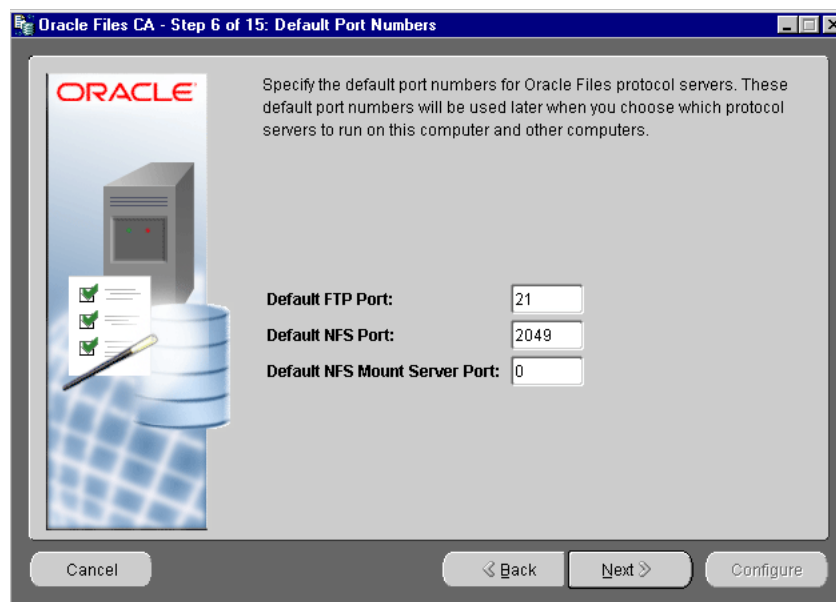 Oracle Files CA - Step 6 of 15: Default Port Numbers
ORACLE
Specify the default port numbers for Oracle Files protocol servers. These
default port numbers will be used later when you choose which protocol
servers to run on this computer and other computers.
Default FTP Port: 21
Default NFS Port: 2049
Default NFS Mount Server Port: 0
Cancel Back Next Configure